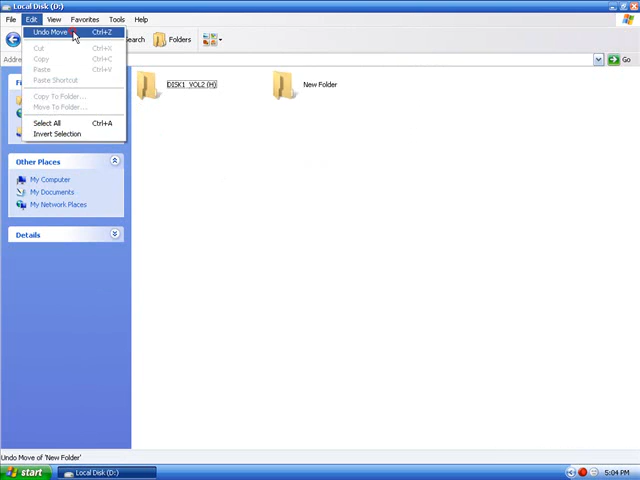 Local Disk (D:)
File Edit View Favorites Tools Help
Undo Move Ctrl+Z
Cut Ctrl+X
Copy Ctrl+C
Paste Ctrl+V
Paste Shortcut
Copy To Folder...
Move To Folder...
Select All Ctrl+A
Invert Selection
Search Folders
Go
DISK1_VOL2 (H)
New Folder
Other Places
My Computer
My Documents
My Network Places
Details
Undo Move of 'New Folder'
start
Local Disk (D:)
5:04 PM